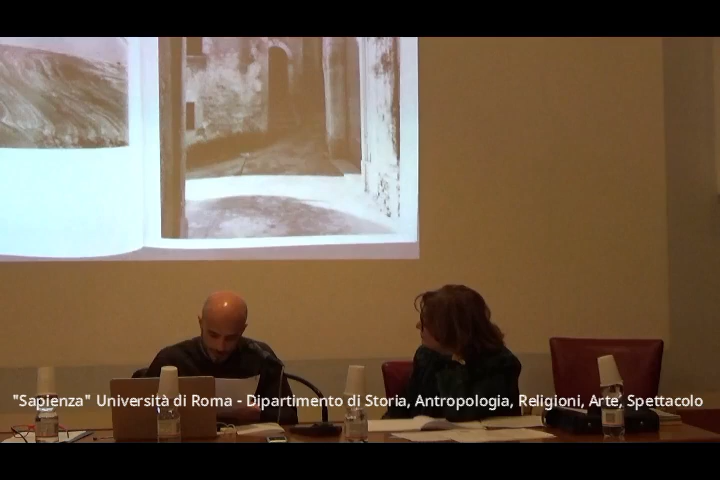 "Sapienza" Università di Roma - Dipartimento di Storia, Antropologia, Religioni, Arte, Spettacolo